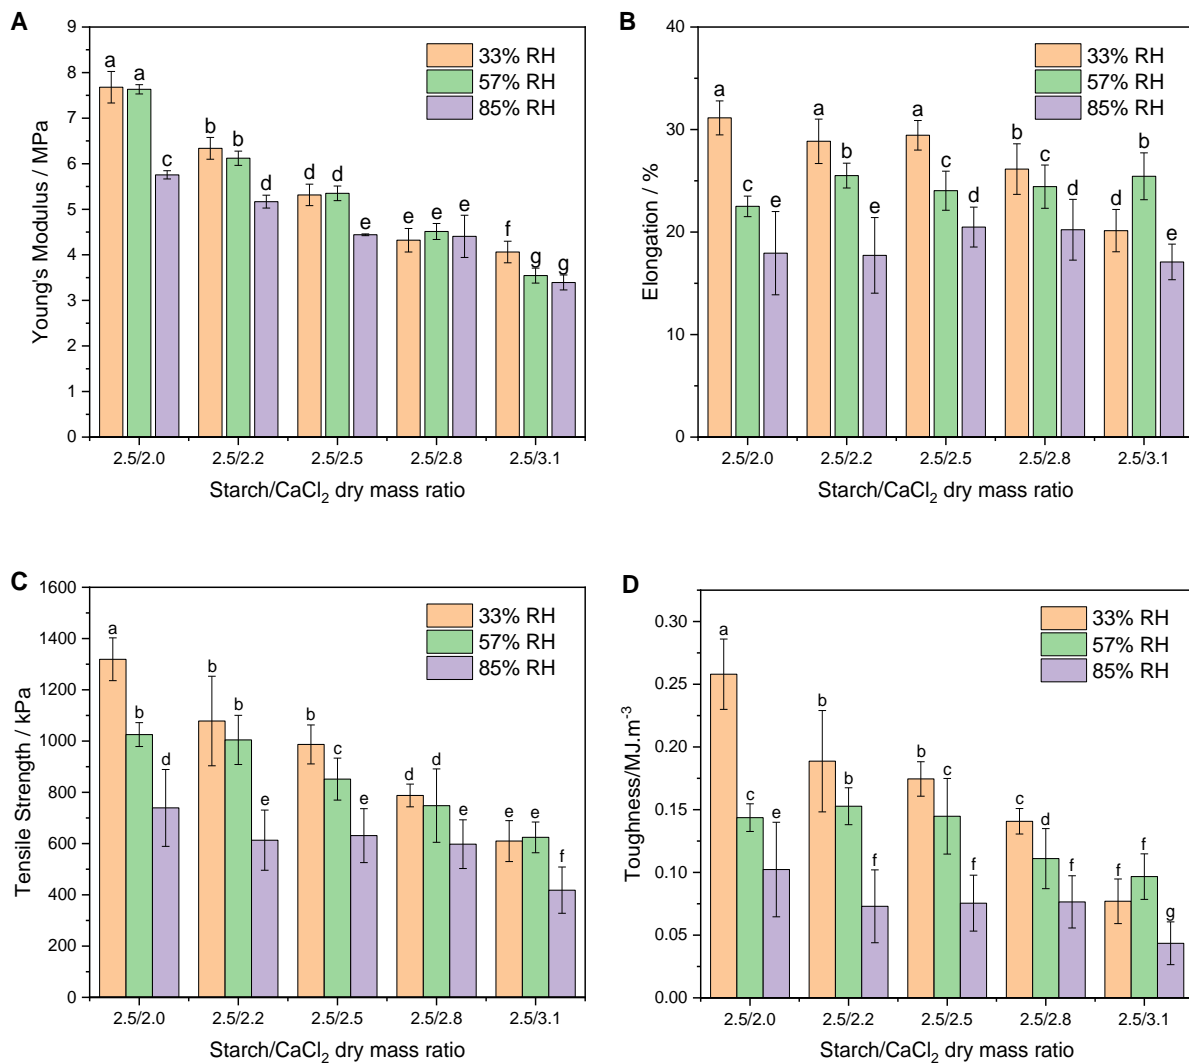 A
Young's Modulus / MPa
9
8
7
6
5
4
3
2
1
0
33% RH
57% RH
85% RH
a a c
b b d
d d e
e e e
f g g
2.5/2.0 2.5/2.2 2.5/2.5 2.5/2.8 2.5/3.1
Starch/CaCl2 dry mass ratio
B
Elongation / %
40
30
20
10
0
33% RH
57% RH
85% RH
a c e
a b e
a c d
b c d
d b e
2.5/2.0 2.5/2.2 2.5/2.5 2.5/2.8 2.5/3.1
Starch/CaCl2 dry mass ratio
C
Tensile Strength / kPa
1600
1400
1200
1000
800
600
400
200
0
33% RH
57% RH
85% RH
a b d
b b e
b c e
d d e
e e f
2.5/2.0 2.5/2.2 2.5/2.5 2.5/2.8 2.5/3.1
Starch/CaCl2 dry mass ratio
D
Toughness/MJ.m-3
0.30
0.25
0.20
0.15
0.10
0.05
0.00
33% RH
57% RH
85% RH
a c e
b b f
b c f
c d f
f f g
2.5/2.0 2.5/2.2 2.5/2.5 2.5/2.8 2.5/3.1
Starch/CaCl2 dry mass ratio